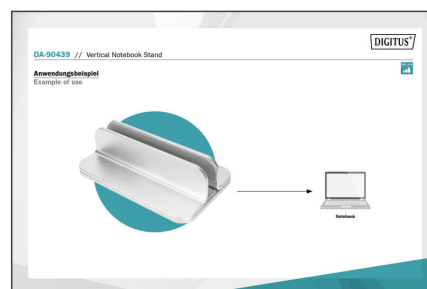 DIGITUS®
DA-90439 // Vertical Notebook Stand
Anwendungsbeispiel
Example of use
Notebook